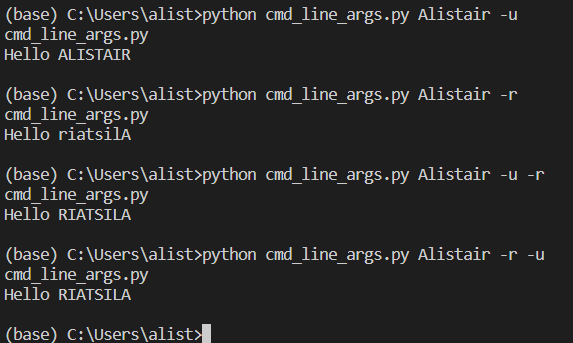 (base) C:\Users\alist>python cmd_line_args.py Alistair -u
cmd_line_args.py
Hello ALISTAIR
(base) C:\Users\alist>python cmd_line_args.py Alistair -r
cmd_line_args.py
Hello riatsilA
(base) C:\Users\alist>python cmd_line_args.py Alistair -u -r
cmd_line_args.py
Hello RIATSILA
(base) C:\Users\alist>python cmd_line_args.py Alistair -r -u
cmd_line_args.py
Hello RIATSILA
(base) C:\Users\alist>